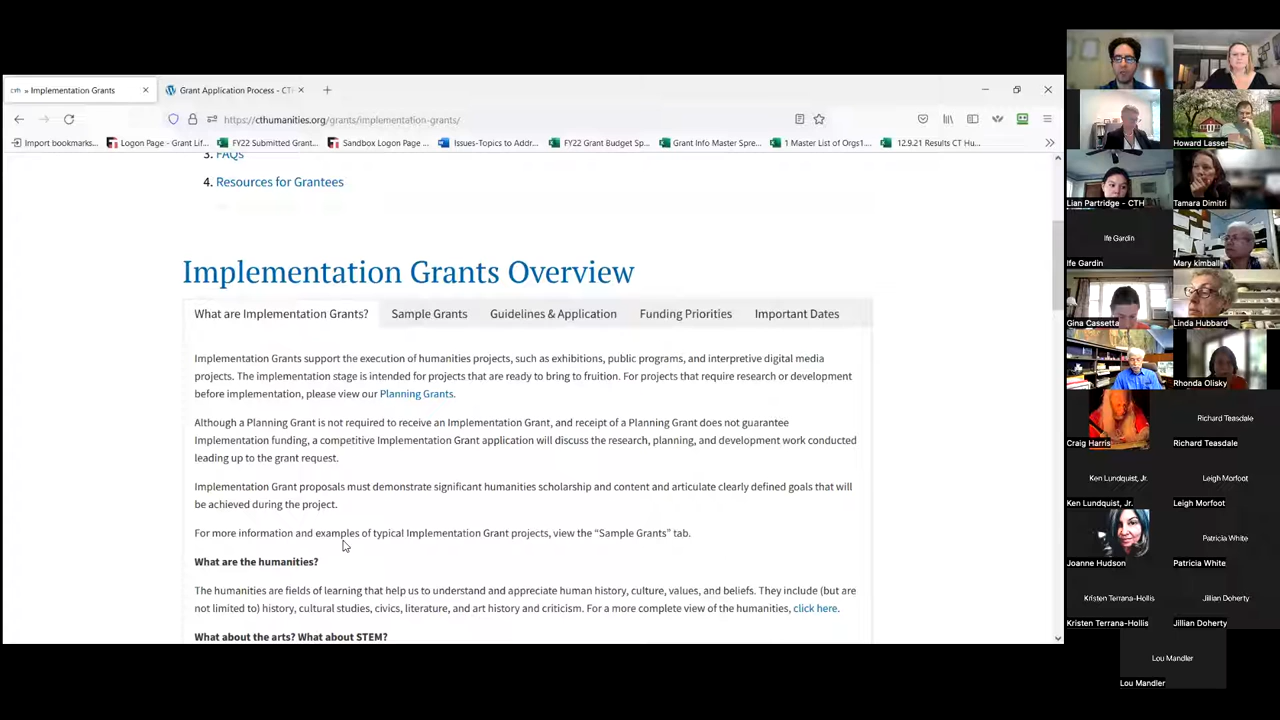 cth » Implementation Grants
Grant Application Process - CTH
https://cthumanities.org/grants/implementation-grants/
Import bookmarks... Logon Page - Grant Lif... FY22 Submitted Grant... Sandbox Logon Page ... Issues-Topics to Addr... FY22 Grant Budget Sp... Grant Info Master Spre... 1 Master List of Orgs1.... 12.9.21 Results CT Hu...
3. FAQs
4. Resources for Grantees
Implementation Grants Overview
What are Implementation Grants? Sample Grants Guidelines & Application Funding Priorities Important Dates
Implementation Grants support the execution of humanities projects, such as exhibitions, public programs, and interpretive digital media
projects. The implementation stage is intended for projects that are ready to bring to fruition. For projects that require research or development
before implementation, please view our Planning Grants.
Although a Planning Grant is not required to receive an Implementation Grant, and receipt of a Planning Grant does not guarantee
Implementation funding, a competitive Implementation Grant application will discuss the research, planning, and development work conducted
leading up to the grant request.
Implementation Grant proposals must demonstrate significant humanities scholarship and content and articulate clearly defined goals that will
be achieved during the project.
For more information and examples of typical Implementation Grant projects, view the “Sample Grants” tab.
What are the humanities?
The humanities are fields of learning that help us to understand and appreciate human history, culture, values, and beliefs. They include (but are
not limited to) history, cultural studies, civics, literature, and art history and criticism. For a more complete view of the humanities, click here.
What about the arts? What about STEM?
Howard Lasser
Lian Partridge - CTH
Tamara Dimitri
Ife Gardin
Ife Gardin
Mary kimball
Gina Cassetta
Linda Hubbard
Rhonda Olisky
Craig Harris
Richard Teasdale
Richard Teasdale
Ken Lundquist, Jr.
Ken Lundquist, Jr.
Leigh Morfoot
Leigh Morfoot
Joanne Hudson
Patricia White
Patricia White
Kristen Terrana-Hollis
Kristen Terrana-Hollis
Jillian Doherty
Jillian Doherty
Lou Mandler
Lou Mandler